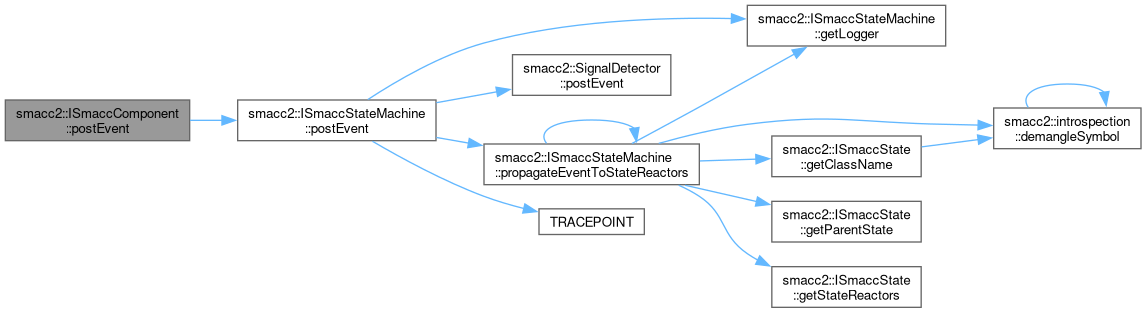 smacc2::ISmaccComponent
::postEvent
smacc2::ISmaccStateMachine
::postEvent
smacc2::ISmaccStateMachine
::getLogger
smacc2::SignalDetector
::postEvent
smacc2::ISmaccStateMachine
::propagateEventToStateReactors
TRACEPOINT
smacc2::introspection
::demangleSymbol
smacc2::ISmaccState
::getClassName
smacc2::ISmaccState
::getParentState
smacc2::ISmaccState
::getStateReactors